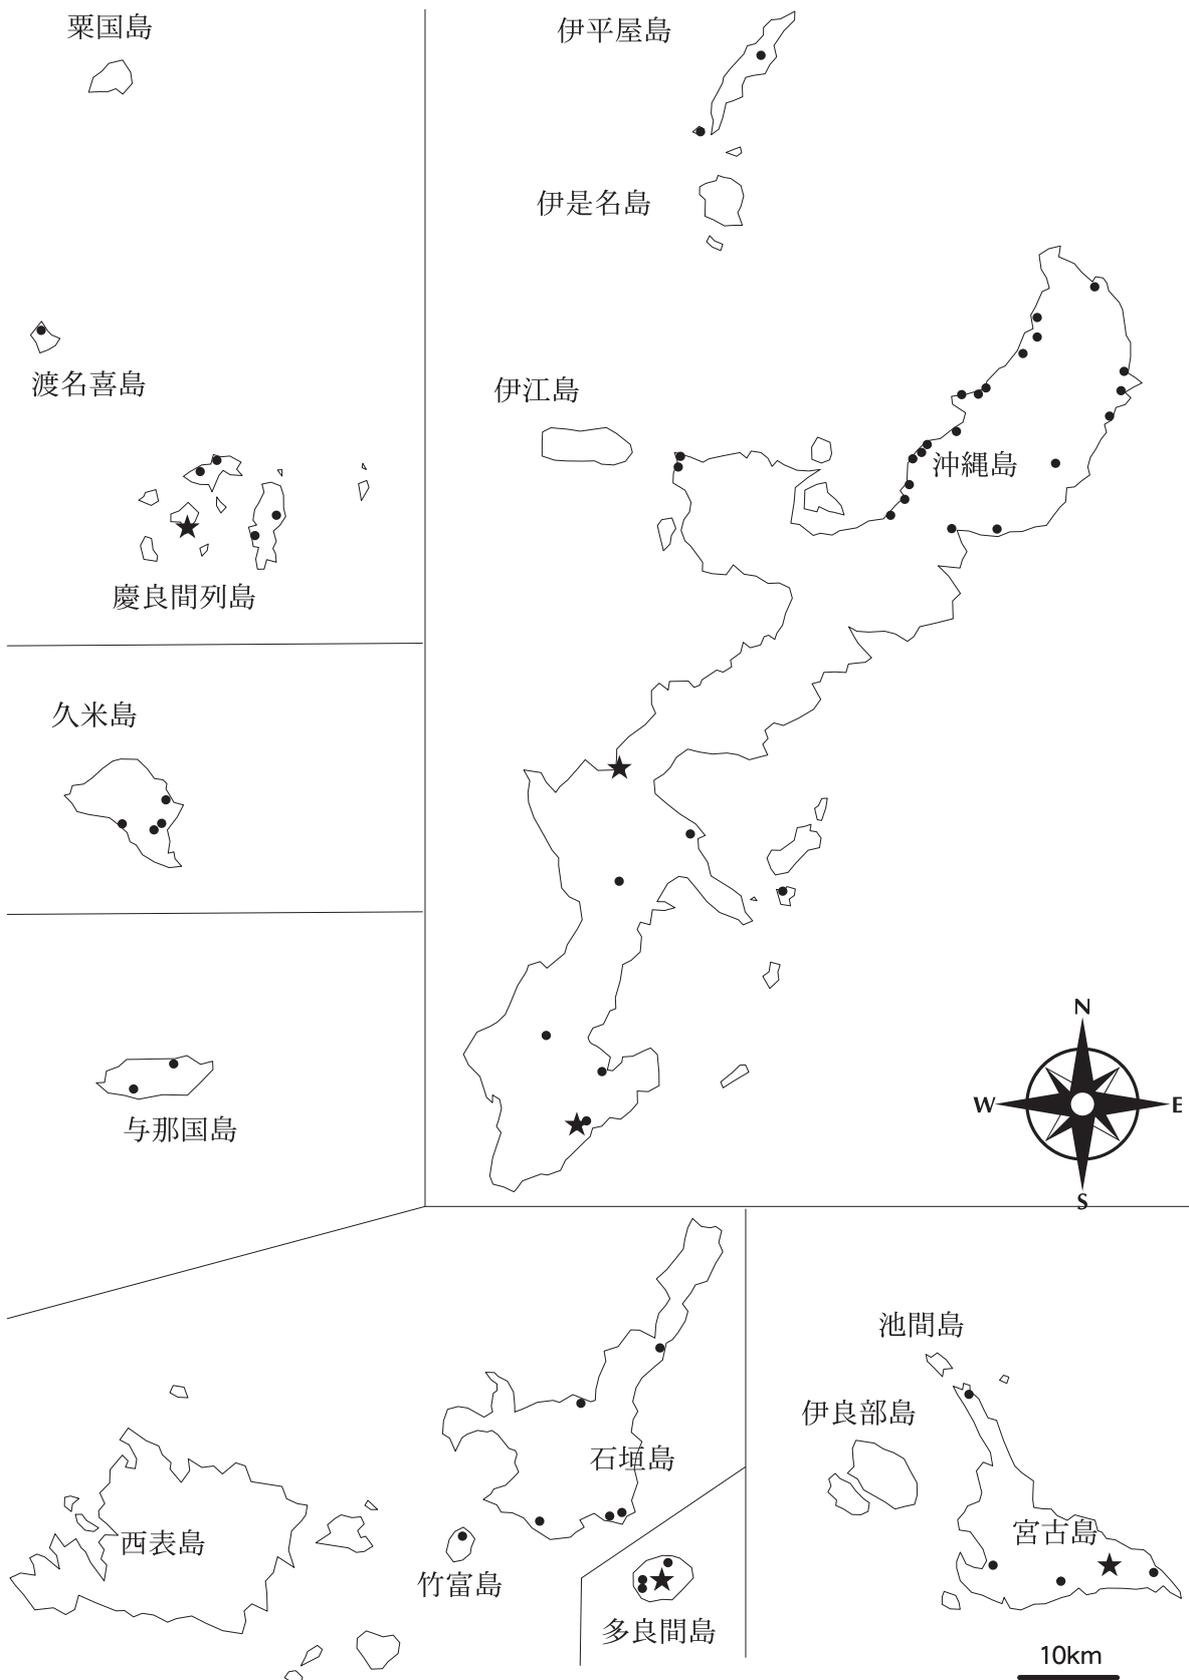 粟国島
伊平屋島
伊是名島
渡名喜島
伊江島
沖縄島
慶良間列島
久米島
N
W
E
S
与那国島
池間島
伊良部島
石垣島
宮古島
西表島
竹富島
多良間島
10km